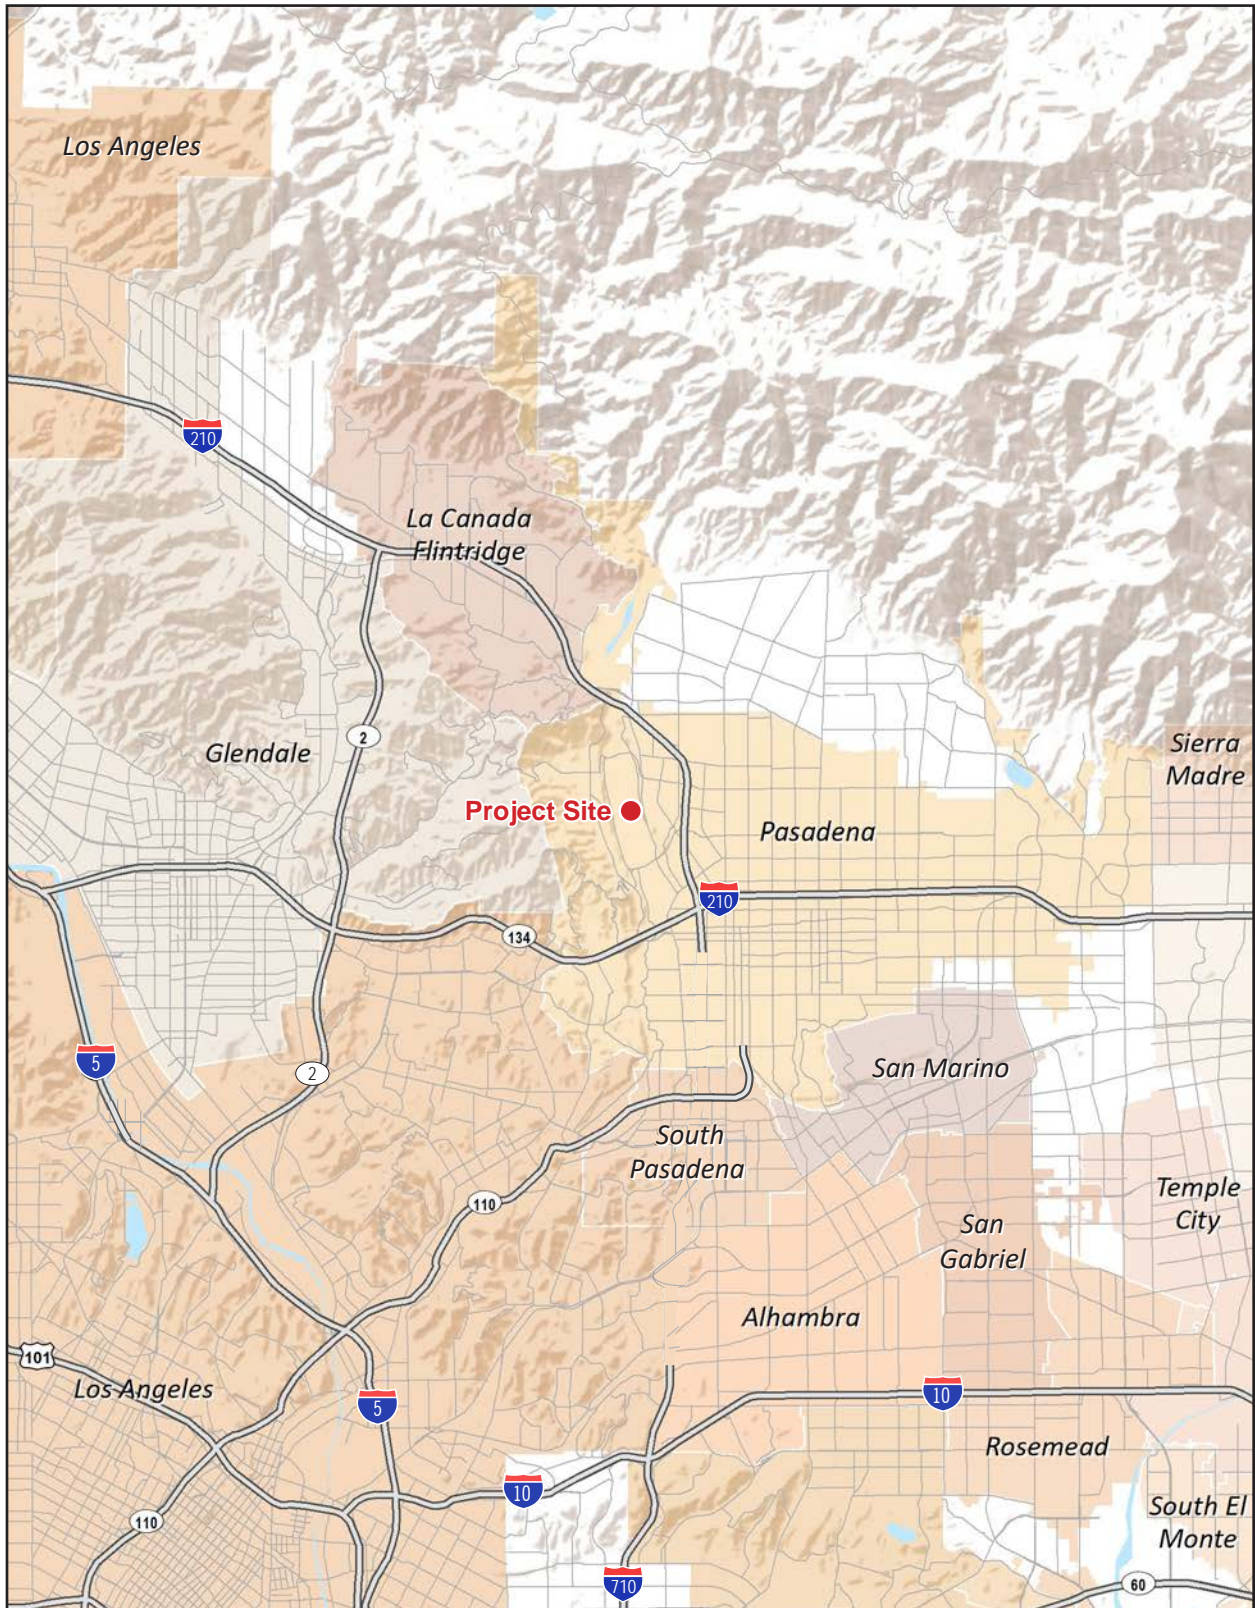 Los Angeles
210
La Canada
Flintridge
Glendale
2
Sierra
Madre
Project Site
Pasadena
210
134
5
2
San Marino
South
Pasadena
110
Temple
City
San
Gabriel
Alhambra
101
Los Angeles
5
10
Rosemead
10
110
South El
Monte
710
60